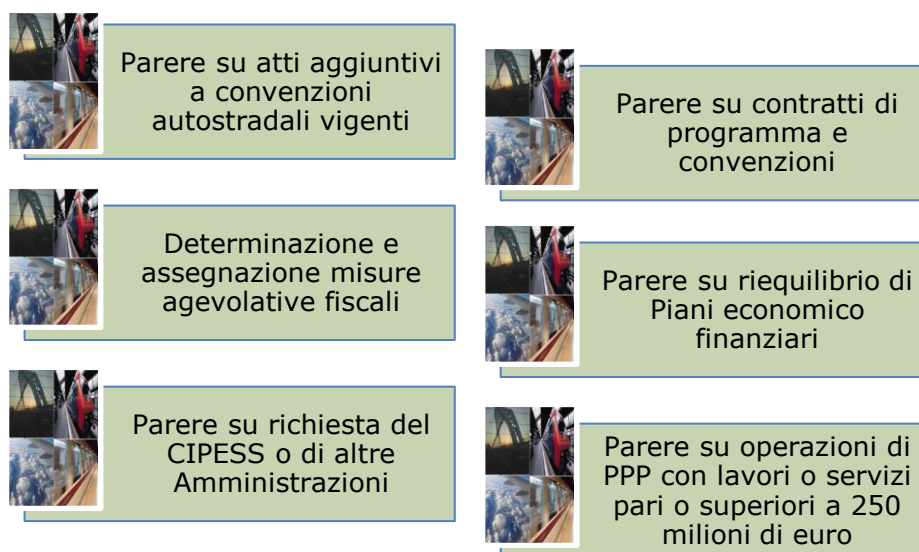 Parere su atti aggiuntivi
a convenzioni
autostradali vigenti
Parere su contratti di
programma e
convenzioni
Determinazione e
assegnazione misure
agevolative fiscali
Parere su riequilibrio di
Piani economico
finanziari
Parere su richiesta del
CIPESS o di altre
Amministrazioni
Parere su operazioni di
PPP con lavori o servizi
pari o superiori a 250
milioni di euro